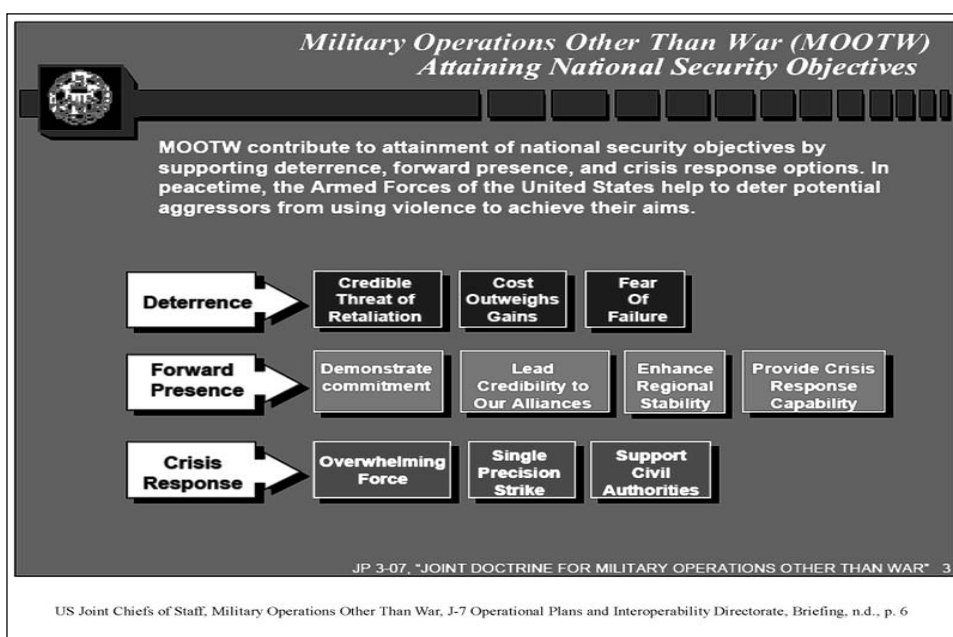 Military Operations Other Than War (MOOTW)
Attaining National Security Objectives
MOOTW contribute to attainment of national security objectives by
supporting deterrence, forward presence, and crisis response options. In
peacetime, the Armed Forces of the United States help to deter potential
aggressors from using violence to achieve their aims.
Deterrence
Credible
Threat of
Retaliation
Cost
Outweighs
Gains
Fear
Of
Failure
Forward
Presence
Demonstrate
commitment
Lead
Credibility to
Our Alliances
Enhance
Regional
Stability
Provide Crisis
Response
Capability
Crisis
Response
Overwhelming
Force
Single
Precision
Strike
Support
Civil
Authorities
JP 3-07, "JOINT DOCTRINE FOR MILITARY OPERATIONS OTHER THAN WAR" 3
US Joint Chiefs of Staff, Military Operations Other Than War, J-7 Operational Plans and Interoperability Directorate, Briefing, n.d., p. 6